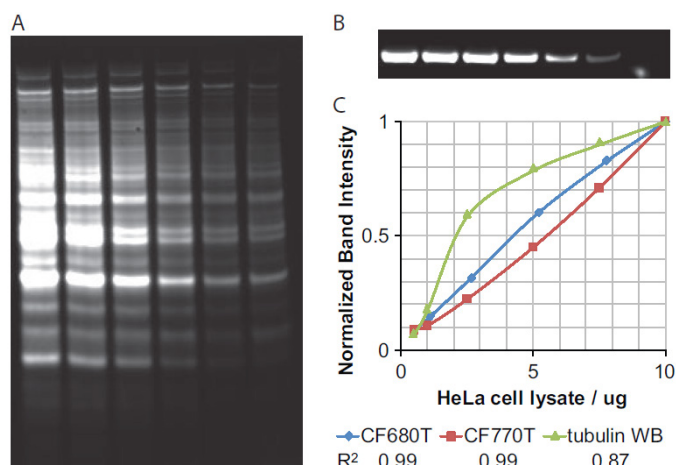 A
B
C
Normalized Band Intensity
1
0.5
0
0 5 10
HeLa cell lysate / ug
CF680T CF770T tubulin WB
R² 0.99 0.99 0.87